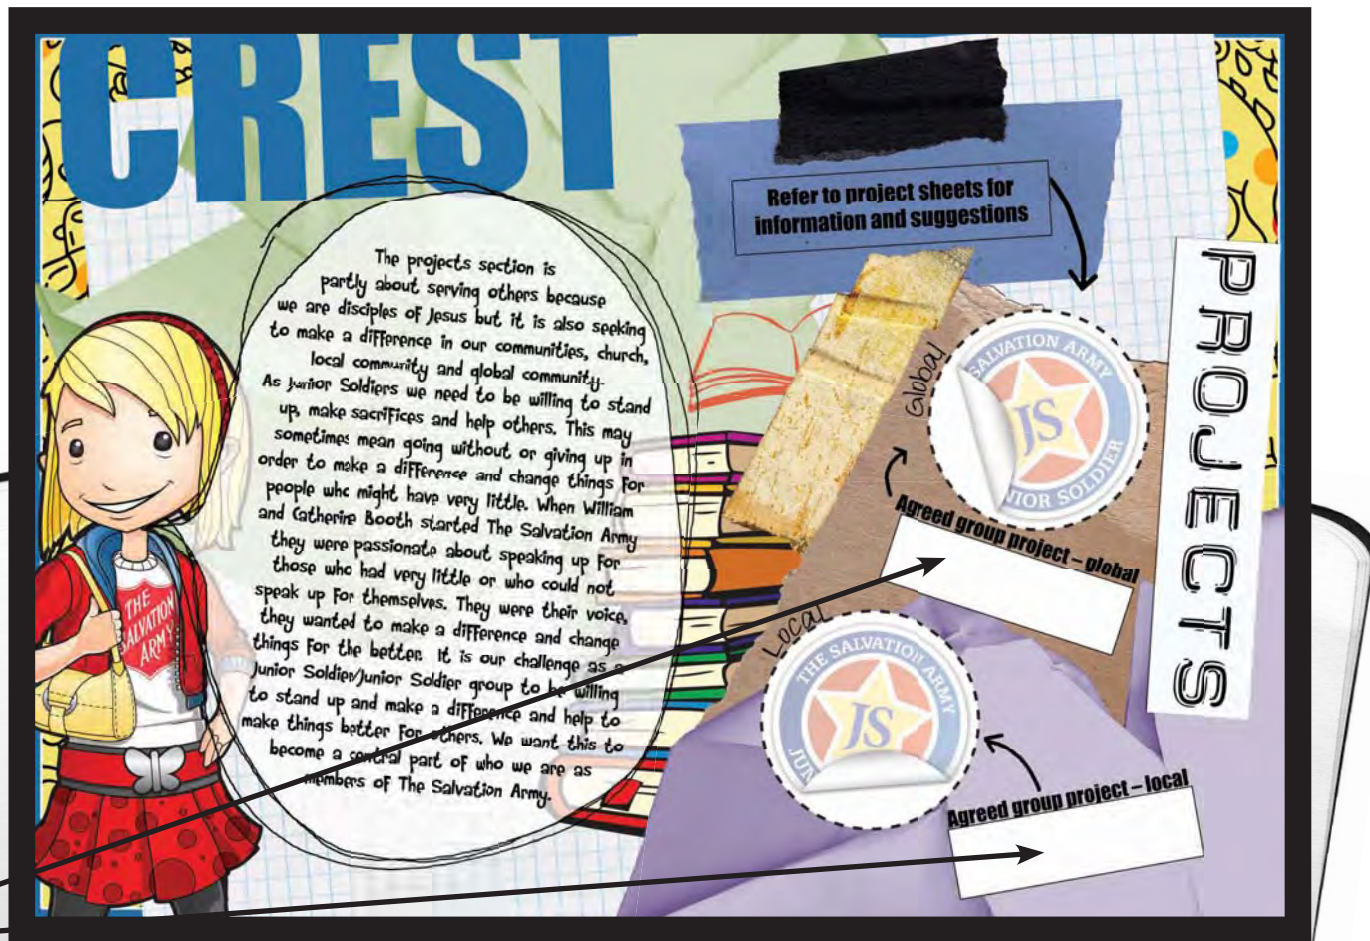 CREST
The projects section is
partly about serving others because
we are disciples of Jesus but it is also seeking
to make a difference in our communities, church,
local community and global community.
As Junior Soldiers we need to be willing to stand
up, make sacrifices and help others. This may
sometimes mean going without or giving up in
order to make a difference and change things for
people who might have very little. When William
and Catherine Booth started The Salvation Army
they were passionate about speaking up for
those who had very little or who could not
speak up for themselves. They were their voice,
they wanted to make a difference and change
things for the better. It is our challenge as a
Junior Soldier/Junior Soldier group to be willing
to stand up and make a difference and help to
make things better for others. We want this to
become a central part of who we are as
members of The Salvation Army.
THE
SALVATION
ARMY
Refer to project sheets for
information and suggestions
PROJECTS
Global
SALVATION ARMY
JS
JUNIOR SOLDIER
Agreed group project – global
Local
THE SALVATION ARMY
JS
JUN
Agreed group project – local